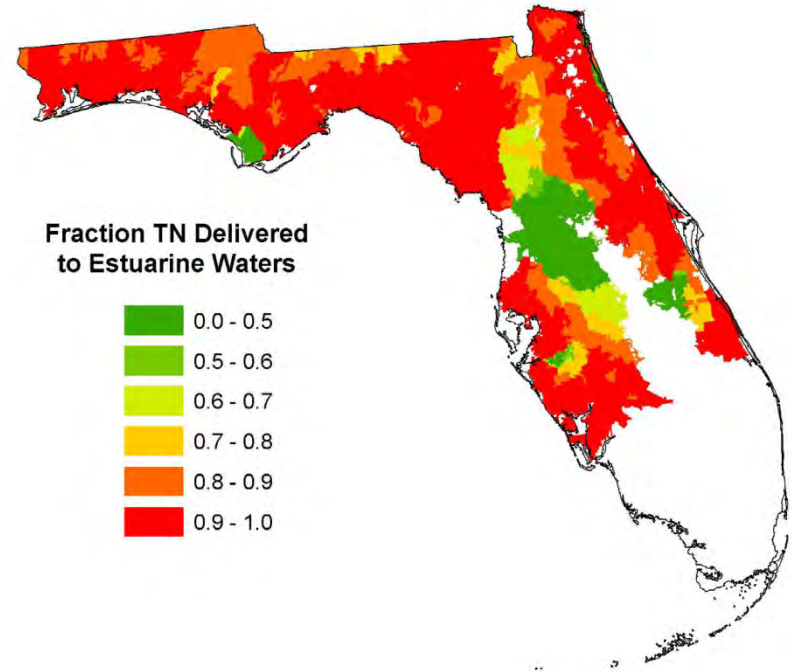 Fraction TN Delivered
to Estuarine Waters
0.0 - 0.5
0.5 - 0.6
0.6 - 0.7
0.7 - 0.8
0.8 - 0.9
0.9 - 1.0